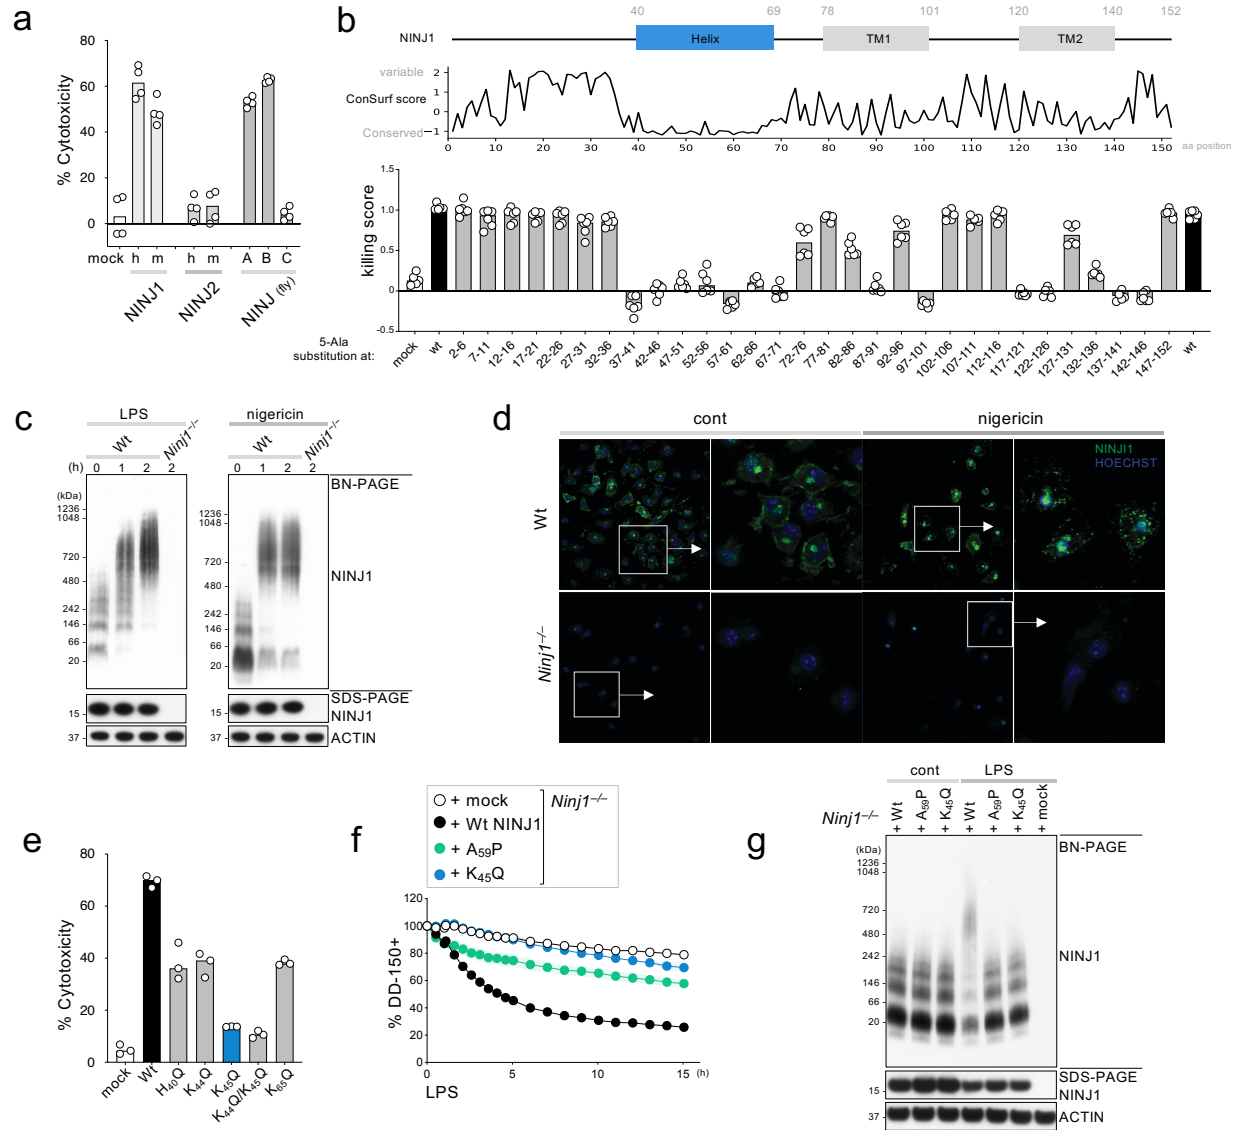 a
% Cytotoxicity
80
60
40
20
0
mock
h m
h m
A B C
NINJ1
NINJ2
NINJ (fly)
b
40 69 78 101 120 140 152
NINJ1
Helix
TM1
TM2
variable
ConSurf score
Conserved
2
1
0
−1
0 10 20 30 40 50 60 70 80 90 100 110 120 130 140 150
aa position
killing score
1.5
1.0
0.5
0
-0.5
5-Ala
substitution at:
mock
wt
2-6
7-11
12-16
17-21
22-26
27-31
32-36
37-41
42-46
47-51
52-56
57-61
62-66
67-71
72-76
77-81
82-86
87-91
92-96
97-101
102-106
107-111
112-116
117-121
122-126
127-131
132-136
137-141
142-146
147-152
wt
c
LPS
nigericin
Wt
Ninj1–/–
Wt
Ninj1–/–
(h) 0 1 2 2
0 1 2 2
(kDa)
1236
1048
720
480
242
146
66
20
15
37
1236
1048
720
480
242
146
66
20
15
37
BN-PAGE
NINJ1
SDS-PAGE
NINJ1
ACTIN
d
cont
nigericin
NINJI1
HOECHST
Wt
Ninj1–/–
e
% Cytotoxicity
80
60
40
20
0
mock
Wt
H40Q
K44Q
K45Q
K44Q/K45Q
K65Q
f
+ mock
+ Wt NINJ1
+ A59P
+ K45Q
Ninj1–/–
% DD-150+
120
100
80
60
40
20
0
0 5 10 15 (h)
LPS
g
cont
LPS
Ninj1–/–
+ Wt
+ A59P
+ K45Q
+ Wt
+ A59P
+ K45Q
+ mock
(kDa)
1236
1048
720
480
242
146
66
20
15
37
BN-PAGE
NINJ1
SDS-PAGE
NINJ1
ACTIN